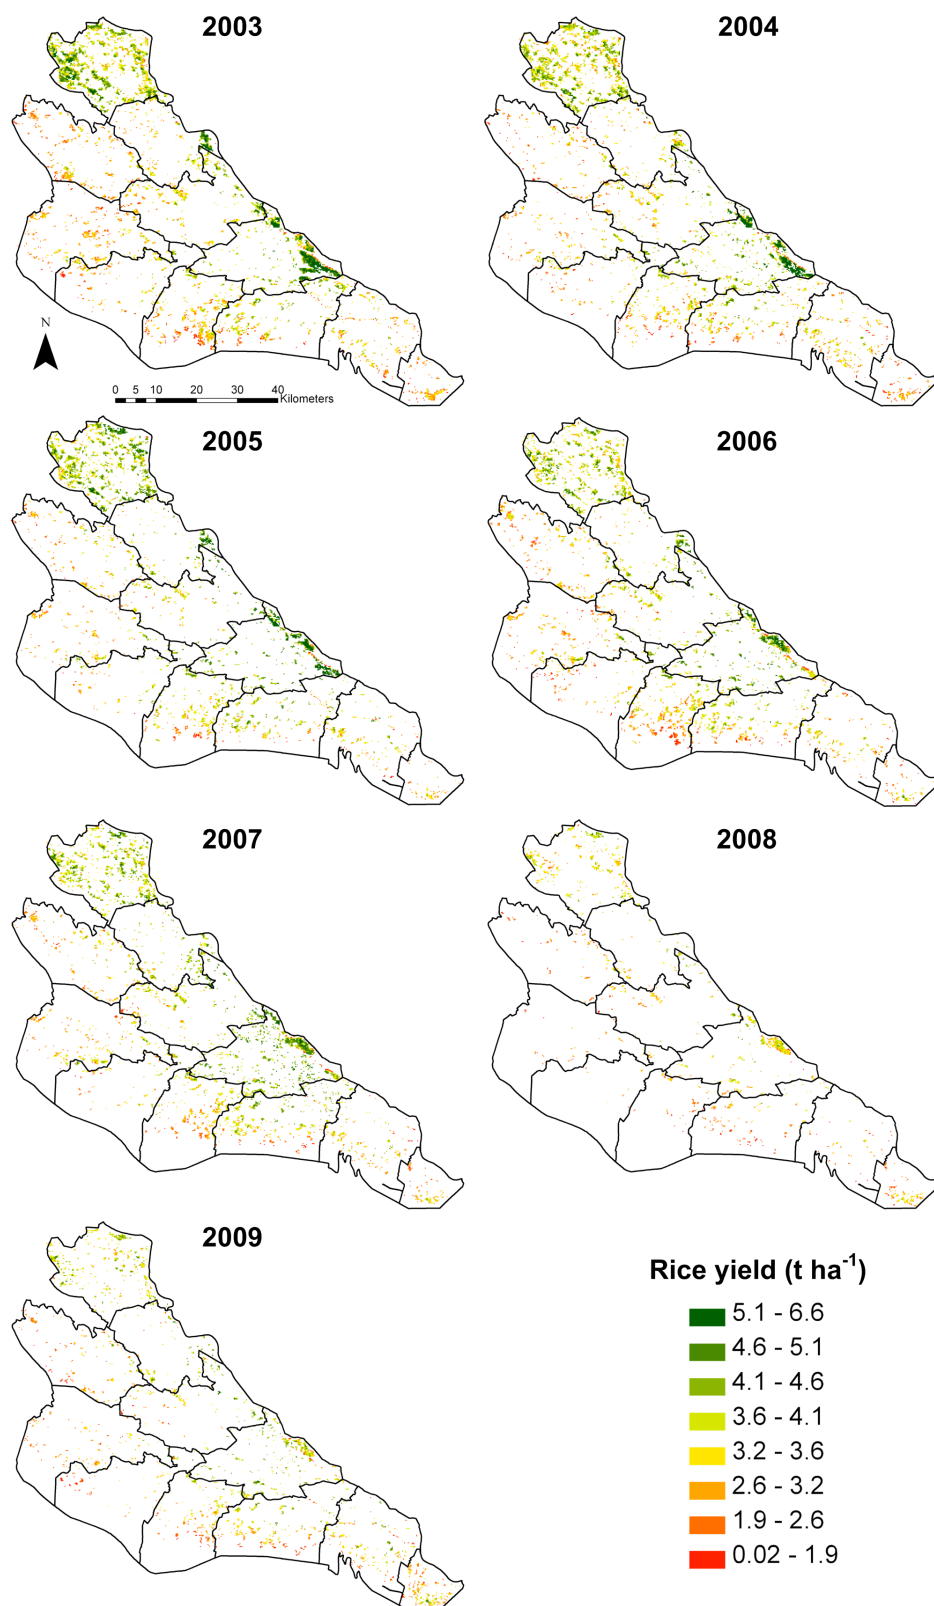 2003
2004
N
0 5 10 20 30 40
Kilometers
2005
2006
2007
2008
2009
Rice yield (t ha⁻¹)
5.1 - 6.6
4.6 - 5.1
4.1 - 4.6
3.6 - 4.1
3.2 - 3.6
2.6 - 3.2
1.9 - 2.6
0.02 - 1.9